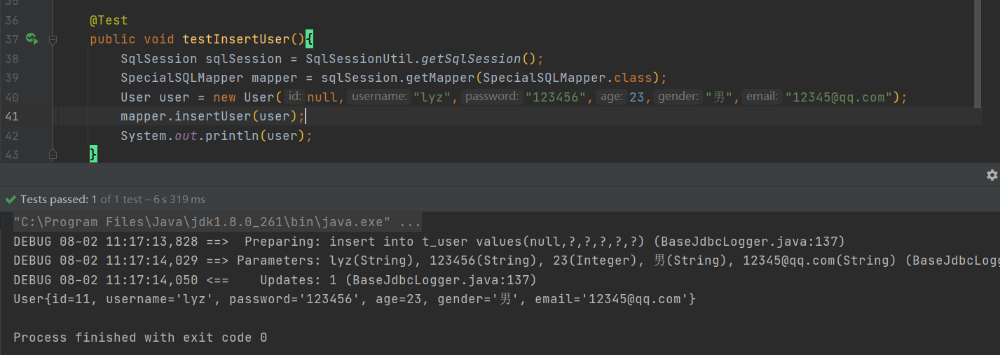 35
36 @Test
37 public void testInsertUser(){
38 SqlSession sqlSession = SqlSessionUtil.getSqlSession();
39 SpecialSQLMapper mapper = sqlSession.getMapper(SpecialSQLMapper.class);
40 User user = new User( id: null, username: "lyz", password: "123456", age: 23, gender: "男", email: "12345@qq.com");
41 mapper.insertUser(user);
42 System.out.println(user);
43 }
Tests passed: 1 of 1 test – 6 s 319 ms
"C:\Program Files\Java\jdk1.8.0_261\bin\java.exe" ...
DEBUG 08-02 11:17:13,828 ==>  Preparing: insert into t_user values(null,?,?,?,?,?) (BaseJdbcLogger.java:137)
DEBUG 08-02 11:17:14,029 ==> Parameters: lyz(String), 123456(String), 23(Integer), 男(String), 12345@qq.com(String) (BaseJdbcLogg
DEBUG 08-02 11:17:14,050 <==    Updates: 1 (BaseJdbcLogger.java:137)
User{id=11, username='lyz', password='123456', age=23, gender='男', email='12345@qq.com'}
Process finished with exit code 0